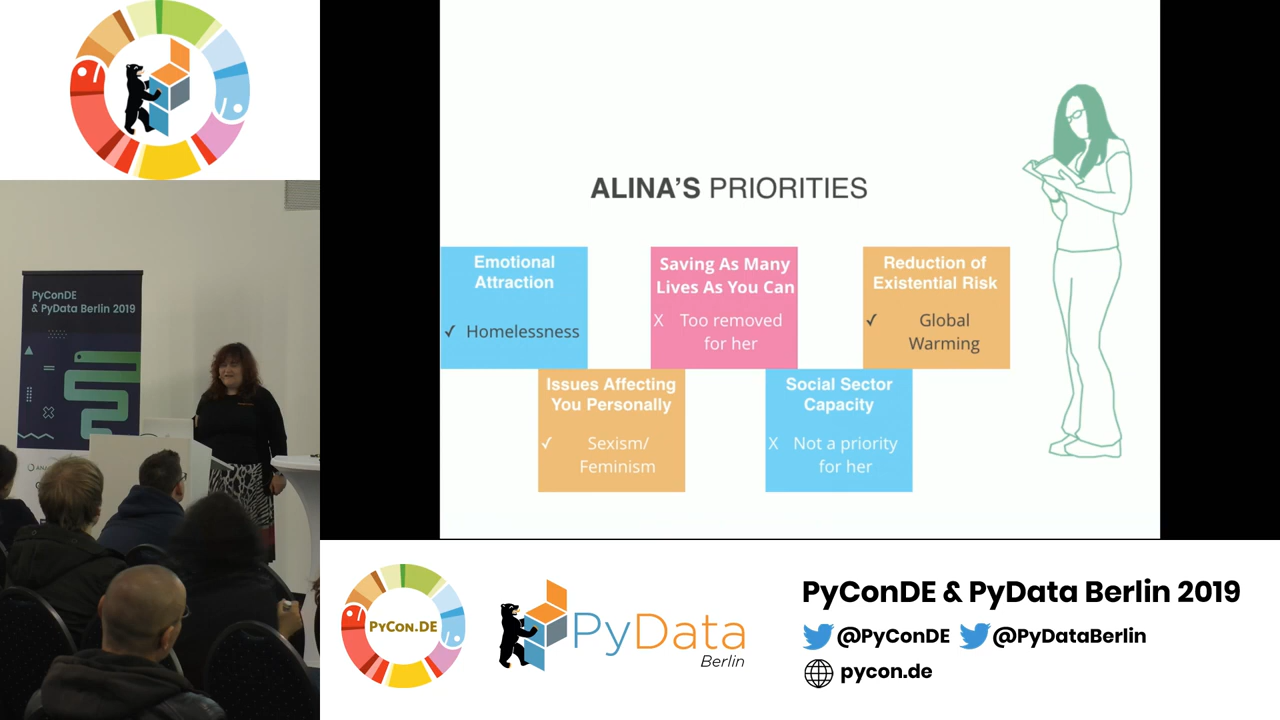 PyConDE
& PyData Berlin 2019
ALINA'S PRIORITIES
Emotional
Attraction
✓ Homelessness
Saving As Many
Lives As You Can
X Too removed
for her
Reduction of
Existential Risk
✓ Global
Warming
Issues Affecting
You Personally
✓ Sexism/
Feminism
Social Sector
Capacity
X Not a priority
for her
PYCON.DE
PyData
Berlin
PyConDE & PyData Berlin 2019
@PyConDE @PyDataBerlin
pycon.de